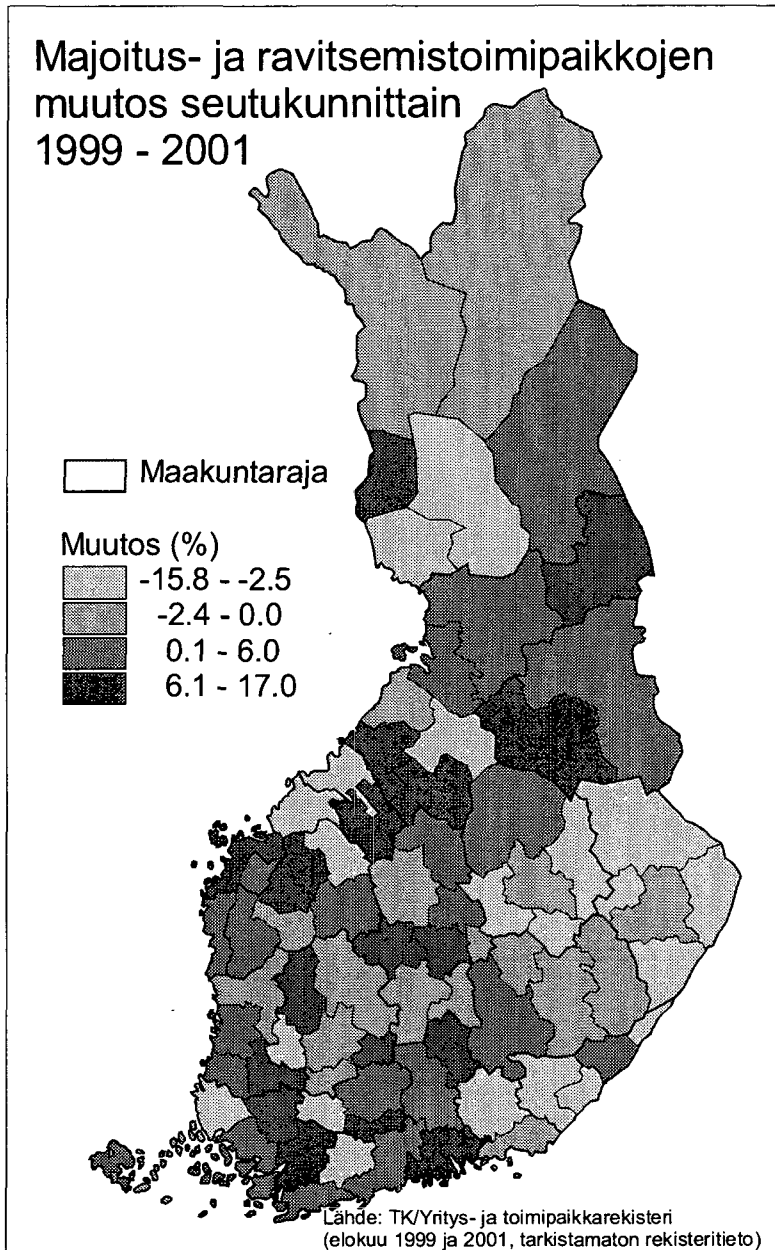 Majoitus- ja ravitsemistoimipaikkojen
muutos seutukunnittain
1999 - 2001
Maakuntaraja
Muutos (%)
-15.8 - -2.5
-2.4 - 0.0
0.1 - 6.0
6.1 - 17.0
Lähde: TK/Yritys- ja toimipaikkarekisteri
(elokuu 1999 ja 2001, tarkistamaton rekisteritieto)